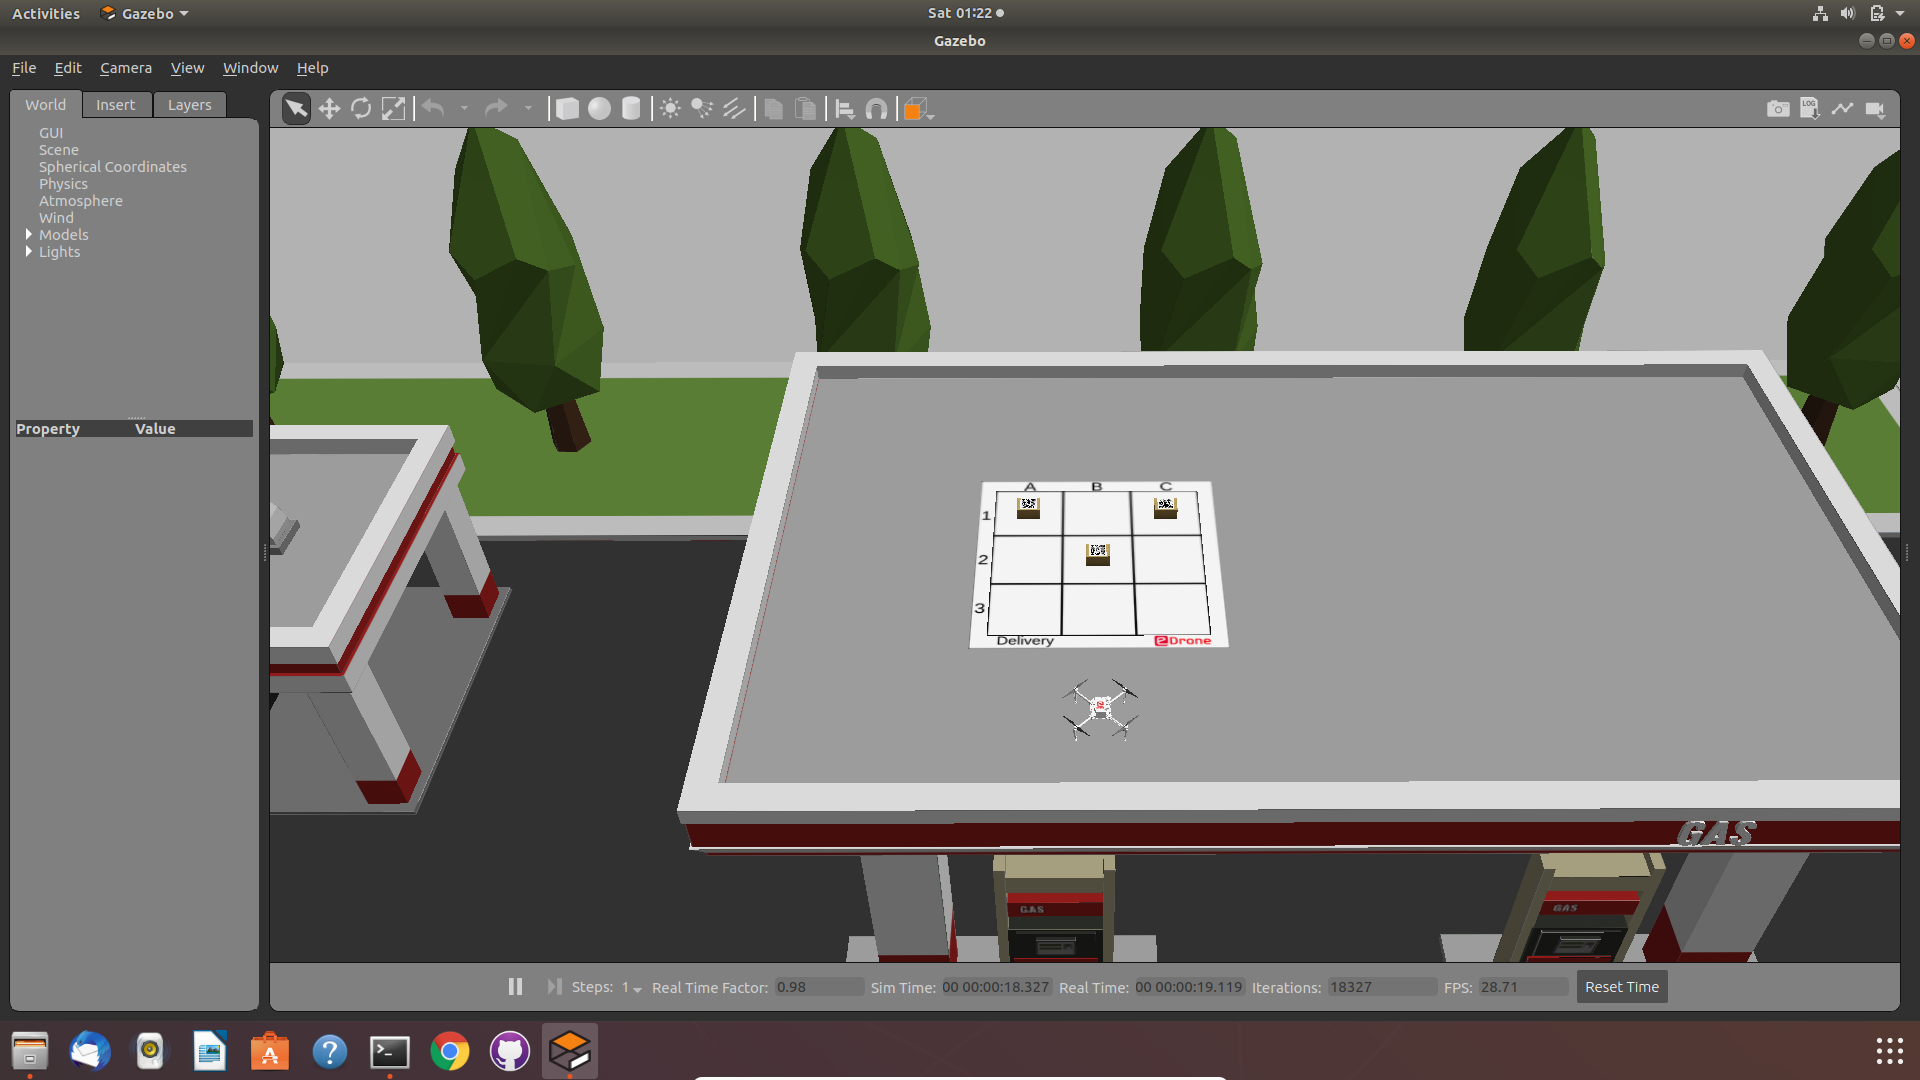 Activities
Gazebo
Sat 01:22
Gazebo
File Edit Camera View Window Help
World Insert Layers
GUI
Scene
Spherical Coordinates
Physics
Atmosphere
Wind
Models
Lights
Property Value
LOG
A B C
1
2
3
Delivery
eDrone
GAS
GAS
GAS
Steps: 1 Real Time Factor: 0.98 Sim Time: 00 00:00:18.327 Real Time: 00 00:00:19.119 Iterations: 18327 FPS: 28.71 Reset Time